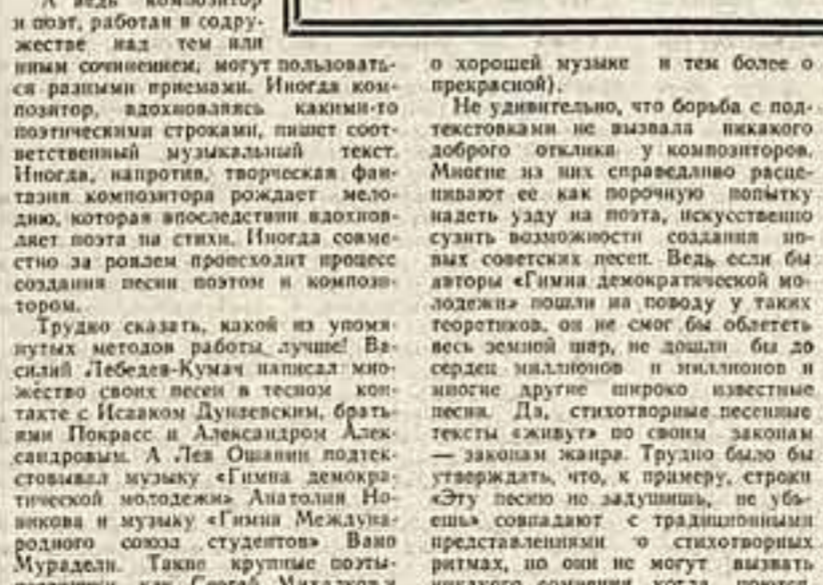 А ведь композитор
и поэт, работая в содру-
жестве над тем или
иным сочинением, могут пользовать-
ся разными приемами. Иногда ком-
позитор, вдохновляясь какими-то
поэтическими строками, пишет соот-
ветственный музыкальный текст.
Иногда, напротив, творческая фан-
тазия композитора рождает мело-
дию, которая впоследствии вдохнов-
ляет поэта на стихи. Иногда совме-
стно за роялем происходит процесс
создания песни поэтом и компози-
тором.
Трудно сказать, какой из упомя-
нутых методов работы лучше! Ва-
силий Лебедев-Кумач написал мно-
жество своих песен в тесном кон-
такте с Исааком Дунаевским, брать-
ями Покрасс и Александром Алек-
сандровым. А Лев Ошанин подтек-
стовывал музыку «Гимна демокра-
тической молодежи» Анатолия Но-
викова и музыку «Гимна Междуна-
родного союза студентов» Вано
Мурадели. Такие крупные поэты-
как Сергей Михалков и
о хорошей музыке и тем более о
прекрасной).
Не удивительно, что борьба с под-
текстовками не вызвала никакого
доброго отклика у композиторов.
Многие из них справедливо расце-
нивают ее как порочную попытку
надеть узду на поэта, искусственно
сузить возможности создания но-
вых советских песен. Ведь если бы
авторы «Гимна демократической мо-
лодежи» пошли на поводу у таких
теоретиков, он не смог бы облететь
весь земной шар, не дошли бы до
сердец миллионов и миллионов и
многие другие широко известные
песни. Да, стихотворные песенные
тексты «живут» по своим законам
— законам жанра. Трудно было бы
утверждать, что, к примеру, строки
«Эту песню не задушишь, не убь-
ешь» совпадают с традиционными
представлениями о стихотворных
ритмах, но они не могут вызвать
никакого сомнения, когда